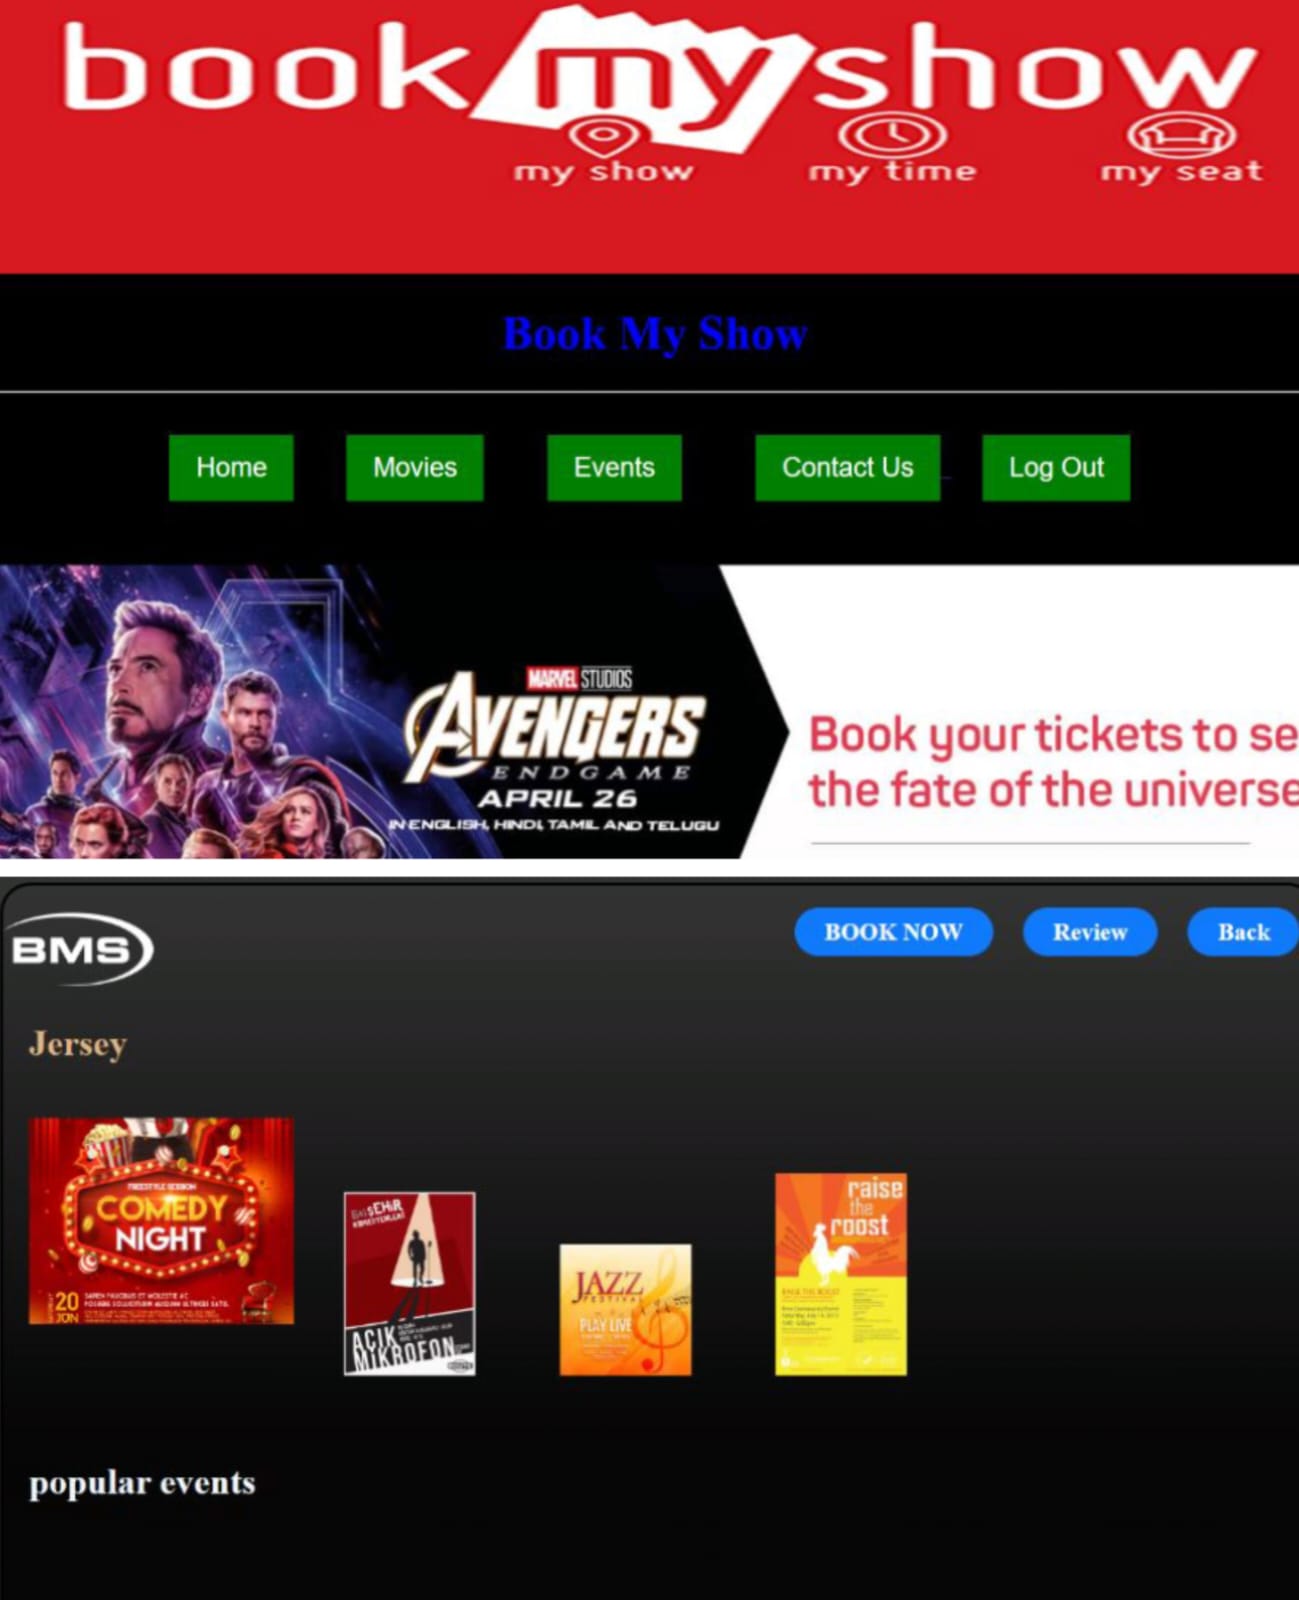 book my show
my show my time my seat
Book My Show
Home Movies Events Contact Us Log Out
MARVEL STUDIOS
AVENGERS
ENDGAME
APRIL 26
IN ENGLISH, HINDI, TAMIL AND TELUGU
Book your tickets to se
the fate of the universe
BMS
BOOK NOW Review Back
Jersey
FREESTYLE SESSION
COMEDY
NIGHT
20
JUN
AÇIK
MİKROFON
JAZZ
FESTIVAL
PLAY LIVE
raise
the
roost
RAISE THE ROOST
popular events